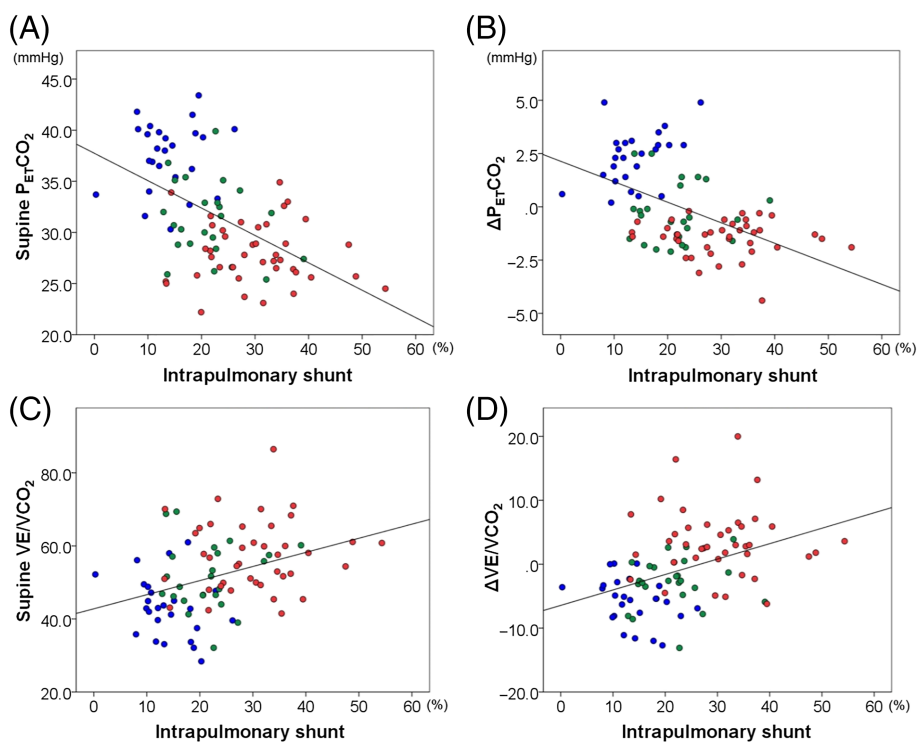 (A)
(mmHg)
45.0
40.0
35.0
30.0
25.0
20.0
Supine PETCO2
0 10 20 30 40 50 60 (%)
Intrapulmonary shunt
(B)
(mmHg)
5.0
2.5
.0
−2.5
−5.0
ΔPETCO2
0 10 20 30 40 50 60 (%)
Intrapulmonary shunt
(C)
80.0
60.0
40.0
20.0
Supine VE/VCO2
0 10 20 30 40 50 60 (%)
Intrapulmonary shunt
(D)
20.0
10.0
.0
−10.0
−20.0
ΔVE/VCO2
0 10 20 30 40 50 60 (%)
Intrapulmonary shunt